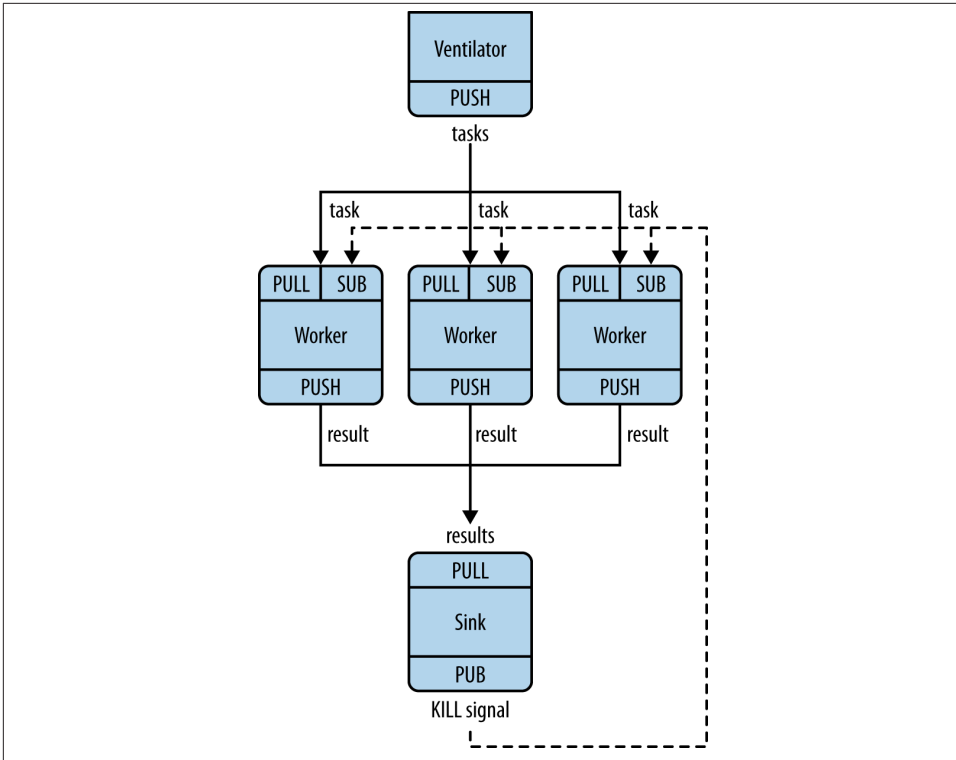 Ventilator
PUSH
tasks
task task task
PULL SUB PULL SUB PULL SUB
Worker Worker Worker
PUSH PUSH PUSH
result result result
results
PULL
Sink
PUB
KILL signal